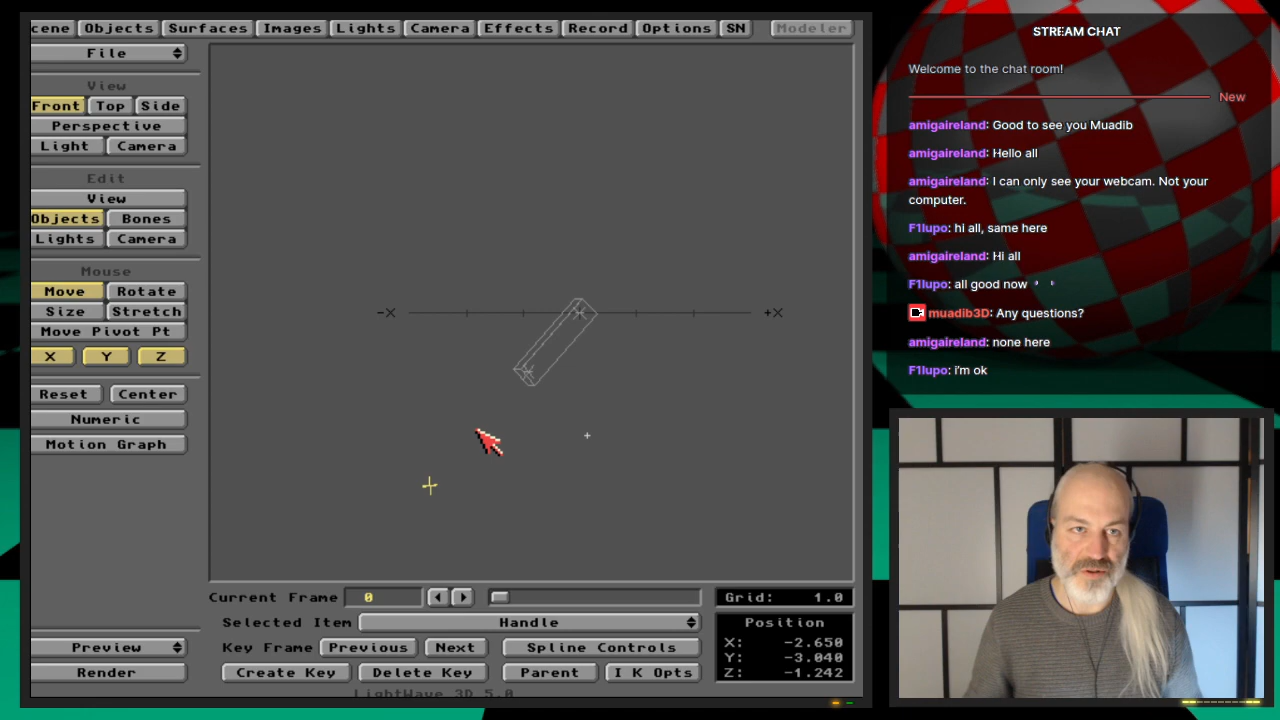 cene Objects Surfaces Images Lights Camera Effects Record Options SN Modeler
File
View
Front Top Side
Perspective
Light Camera
Edit
View
Objects Bones
Lights Camera
Mouse
Move Rotate
Size Stretch
Move Pivot Pt
X Y Z
Reset Center
Numeric
Motion Graph
Preview
Render
-X +X
Current Frame 0 Grid: 1.0
Selected Item Handle
Key Frame Previous Next Spline Controls
Create Key Delete Key Parent I K Opts
Position
X: -2.650
Y: -3.040
Z: -1.242
LightWave 3D 5.0
STREAM CHAT
Welcome to the chat room!
New
amigaireland: Good to see you Muadib
amigaireland: Hello all
amigaireland: I can only see your webcam. Not your
computer.
F1lupo: hi all, same here
amigaireland: Hi all
F1lupo: all good now
muadib3D: Any questions?
amigaireland: none here
F1lupo: i'm ok